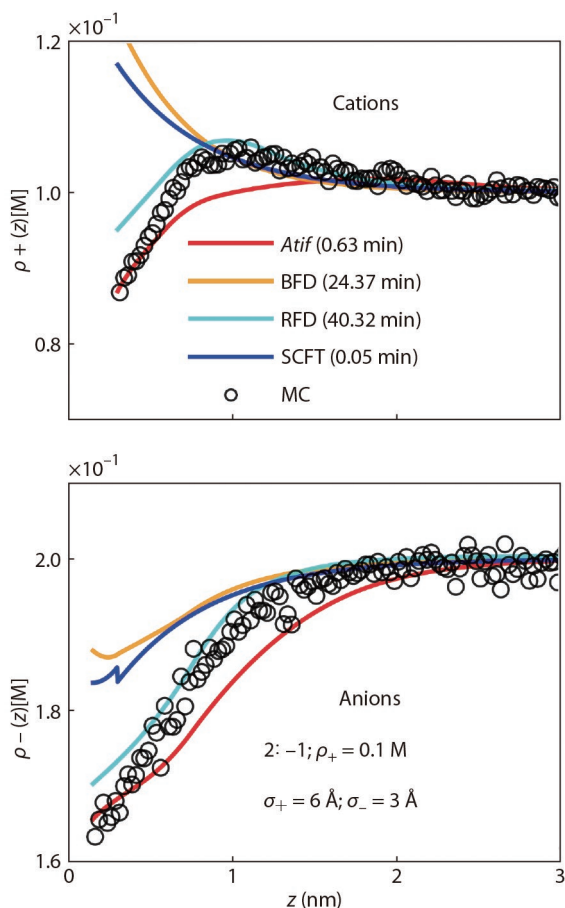 ×10⁻¹
1.2
Cations
1.0
ρ + (z)[M]
Atif (0.63 min)
BFD (24.37 min)
RFD (40.32 min)
SCFT (0.05 min)
MC
0.8
×10⁻¹
2.0
1.8
ρ − (z)[M]
Anions
2: −1; ρ₊ = 0.1 M
σ₊ = 6 Å; σ₋ = 3 Å
1.6
0 1 2 3
z (nm)